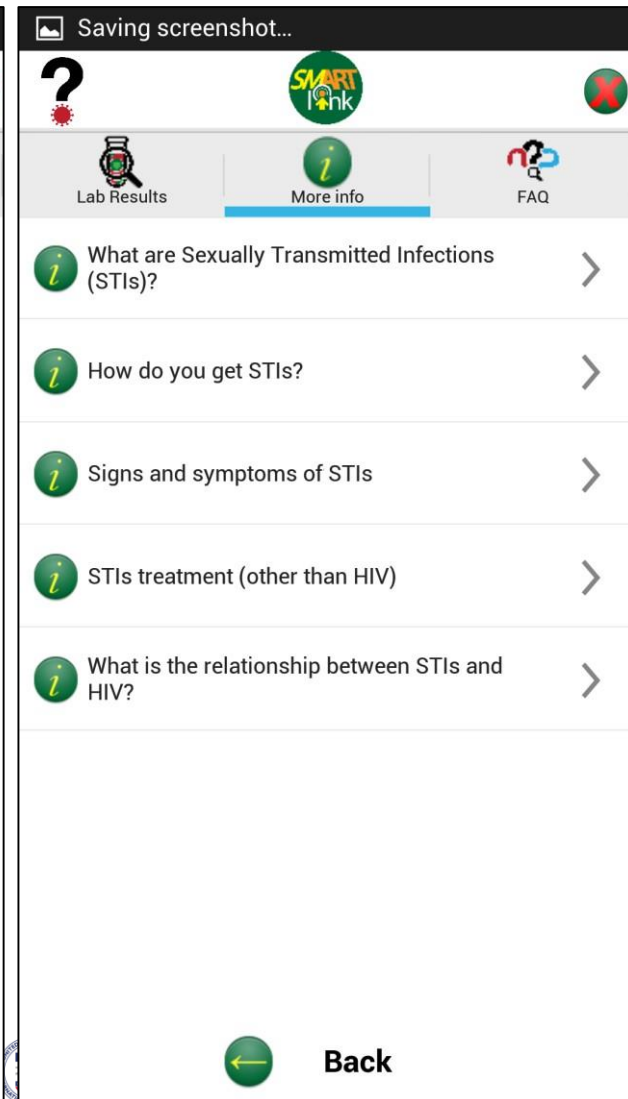 Saving screenshot...
SMART
link
Lab Results
More info
FAQ
What are Sexually Transmitted Infections
(STIs)?
How do you get STIs?
Signs and symptoms of STIs
STIs treatment (other than HIV)
What is the relationship between STIs and
HIV?
Back